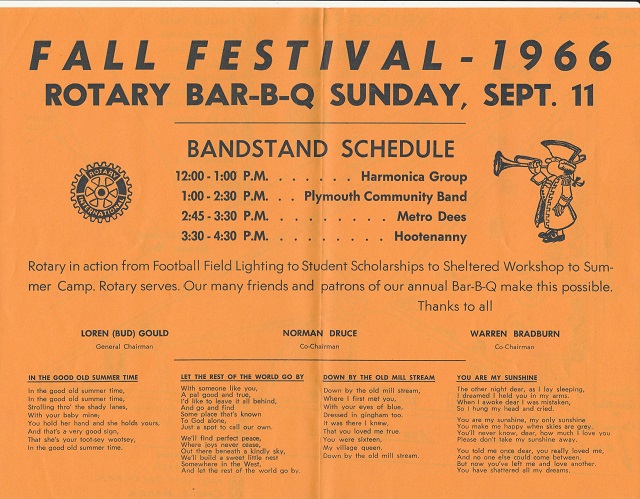 FALL FESTIVAL - 1966
ROTARY BAR-B-Q SUNDAY, SEPT. 11
BANDSTAND SCHEDULE
12:00 - 1:00 P.M. . . . . . . . Harmonica Group
1:00 - 2:30 P.M. . . Plymouth Community Band
2:45 - 3:30 P.M. . . . . . . . . . Metro Dees
3:30 - 4:30 P.M. . . . . . . . . . Hootenanny
ROTARY
INTERNATIONAL
Rotary in action from Football Field Lighting to Student Scholarships to Sheltered Workshop to Sum-
mer Camp. Rotary serves. Our many friends and patrons of our annual Bar-B-Q make this possible.
Thanks to all
LOREN (BUD) GOULD
General Chairman
NORMAN DRUCE
Co-Chairman
WARREN BRADBURN
Co-Chairman
IN THE GOOD OLD SUMMER TIME
In the good old summer time,
In the good old summer time,
Strolling thro' the shady lanes,
With your baby mine;
You hold her hand and she holds yours,
And that's a very good sign,
That she's your toot-sey wootsey,
In the good old summer time.
LET THE REST OF THE WORLD GO BY
With someone like you,
A pal good and true,
I'd like to leave it all behind,
And go and find
Some place that's known
To God alone,
Just a spot to call our own.
We'll find perfect peace,
Where joys never cease,
Out there beneath a kindly sky,
We'll build a sweet little nest
Somewhere in the West,
And let the rest of the world go by.
DOWN BY THE OLD MILL STREAM
Down by the old mill stream,
Where I first met you,
With your eyes of blue,
Dressed in gingham too.
It was there I knew,
That you loved me true.
You were sixteen,
My village queen,
Down by the old mill stream.
YOU ARE MY SUNSHINE
The other night dear, as I lay sleeping,
I dreamed I held you in my arms.
When I awoke dear I was mistaken,
So I hung my head and cried.
You are my sunshine, my only sunshine
You make me happy when skies are grey.
You'll never know, dear, how much I love you
Please don't take my sunshine away.
You told me once dear, you really loved me,
And no one else could come between.
But now you've left me and love another.
You have shattered all my dreams.